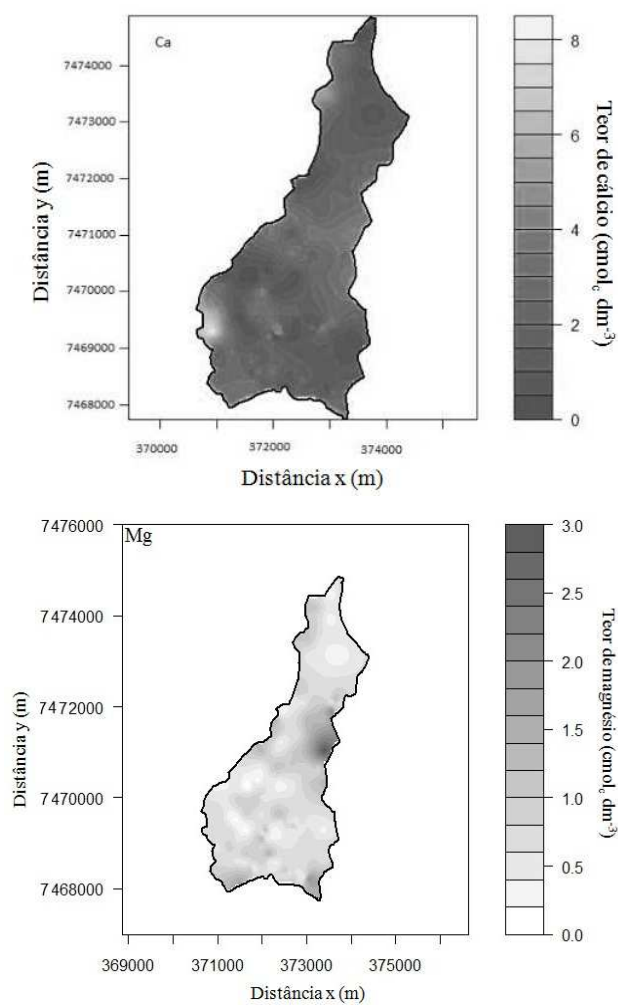 Ca
7474000
7473000
7472000
7471000
7470000
7469000
7468000
Distância y (m)
370000 372000 374000
Distância x (m)
8
6
4
2
0
Teor de cálcio (cmolc dm-3)
Mg
7476000
7474000
7472000
7470000
7468000
Distância y (m)
369000 371000 373000 375000
Distância x (m)
3.0
2.5
2.0
1.5
1.0
0.5
0.0
Teor de magnésio (cmolc dm-3)